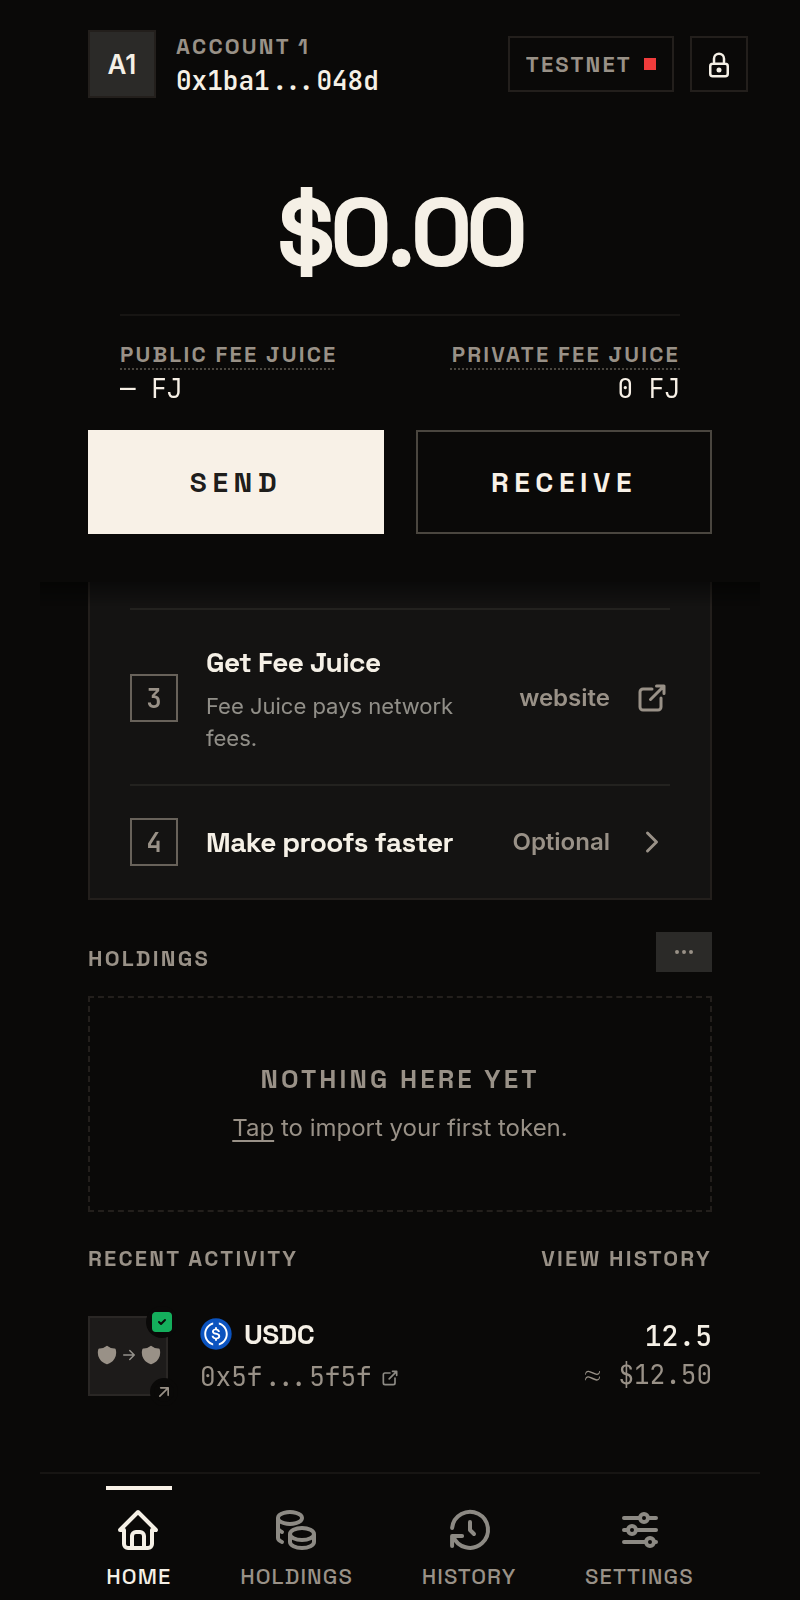 A1
ACCOUNT 1
0x1ba1...048d
TESTNET
$0.00
PUBLIC FEE JUICE
PRIVATE FEE JUICE
— FJ
0 FJ
SEND
RECEIVE
3
Get Fee Juice
Fee Juice pays network
fees.
website
4
Make proofs faster
Optional
HOLDINGS
...
NOTHING HERE YET
Tap to import your first token.
RECENT ACTIVITY
VIEW HISTORY
USDC
12.5
0x5f...5f5f
≈ $12.50
HOME
HOLDINGS
HISTORY
SETTINGS